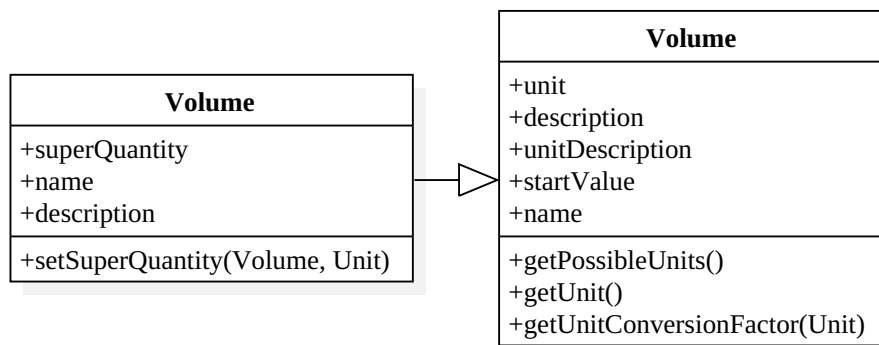 Volume
+superQuantity
+name
+description
+setSuperQuantity(Volume, Unit)
Volume
+unit
+description
+unitDescription
+startValue
+name
+getPossibleUnits()
+getUnit()
+getUnitConversionFactor(Unit)